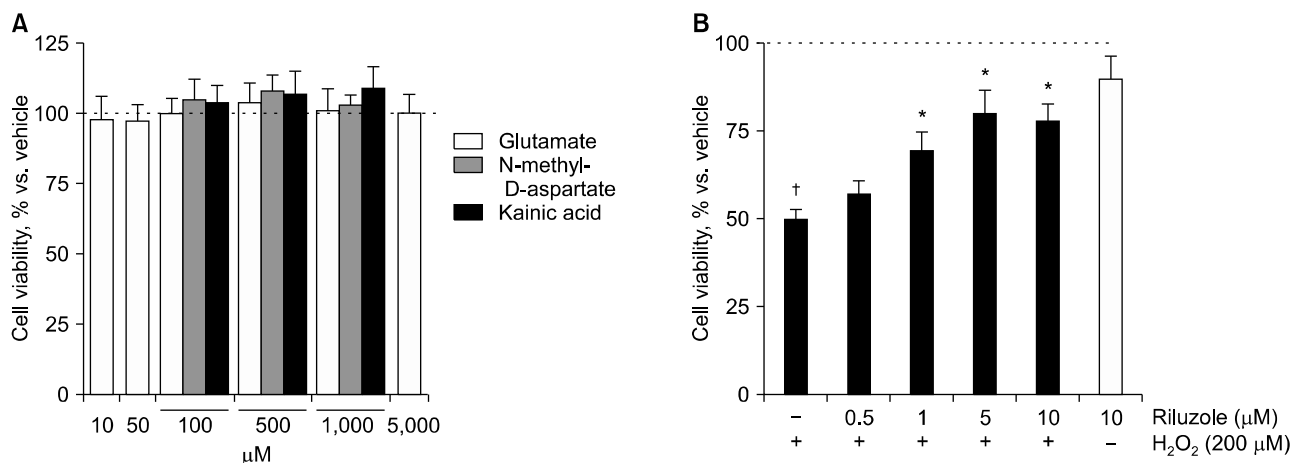 A
Cell viability, % vs. vehicle
125
100
75
50
25
0
10 50 100 500 1,000 5,000
μM
Glutamate
N-methyl-
D-aspartate
Kainic acid
B
Cell viability, % vs. vehicle
100
75
50
25
0
†
*
*
*
– 0.5 1 5 10 10 Riluzole (μM)
+ + + + + – H₂O₂ (200 μM)